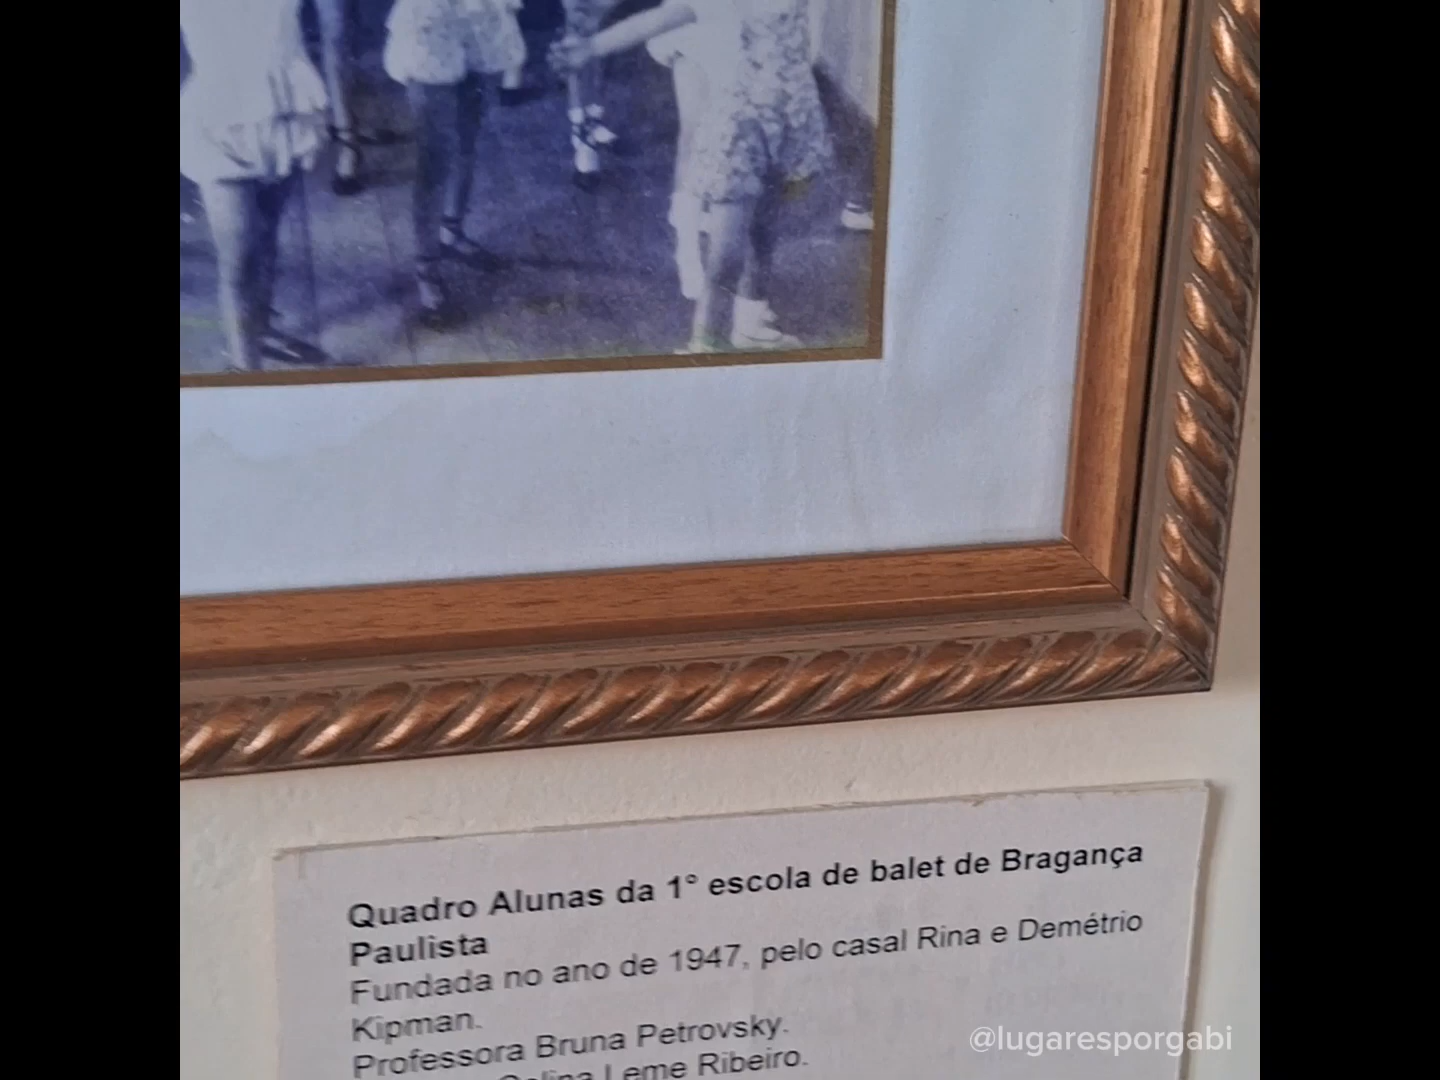 Quadro Alunas da 1° escola de balet de Bragança
Paulista
Fundada no ano de 1947, pelo casal Rina e Demétrio
Kipman.
Professora Bruna Petrovsky.
Leme Ribeiro.
@lugaresporgabi